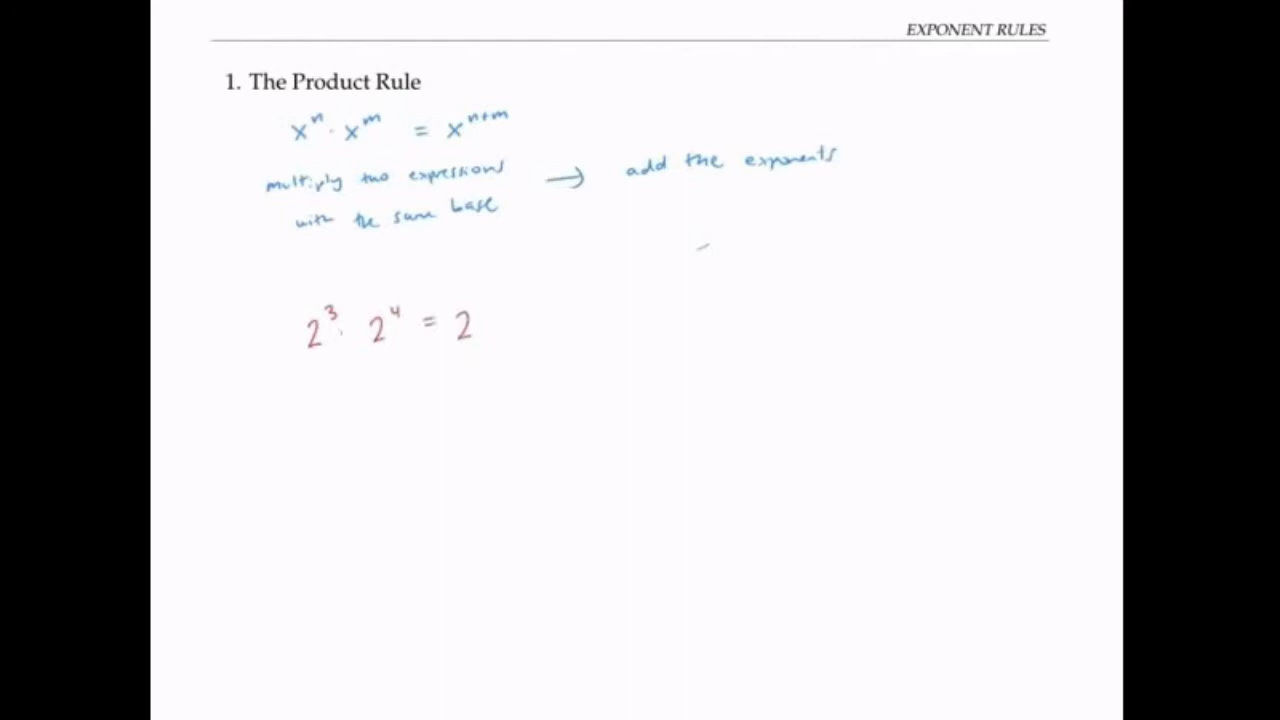 EXPONENT RULES
1. The Product Rule
xⁿ · xᵐ = xⁿ⁺ᵐ
multiply two expressions → add the exponents
with the same base
2³ · 2⁴ = 2